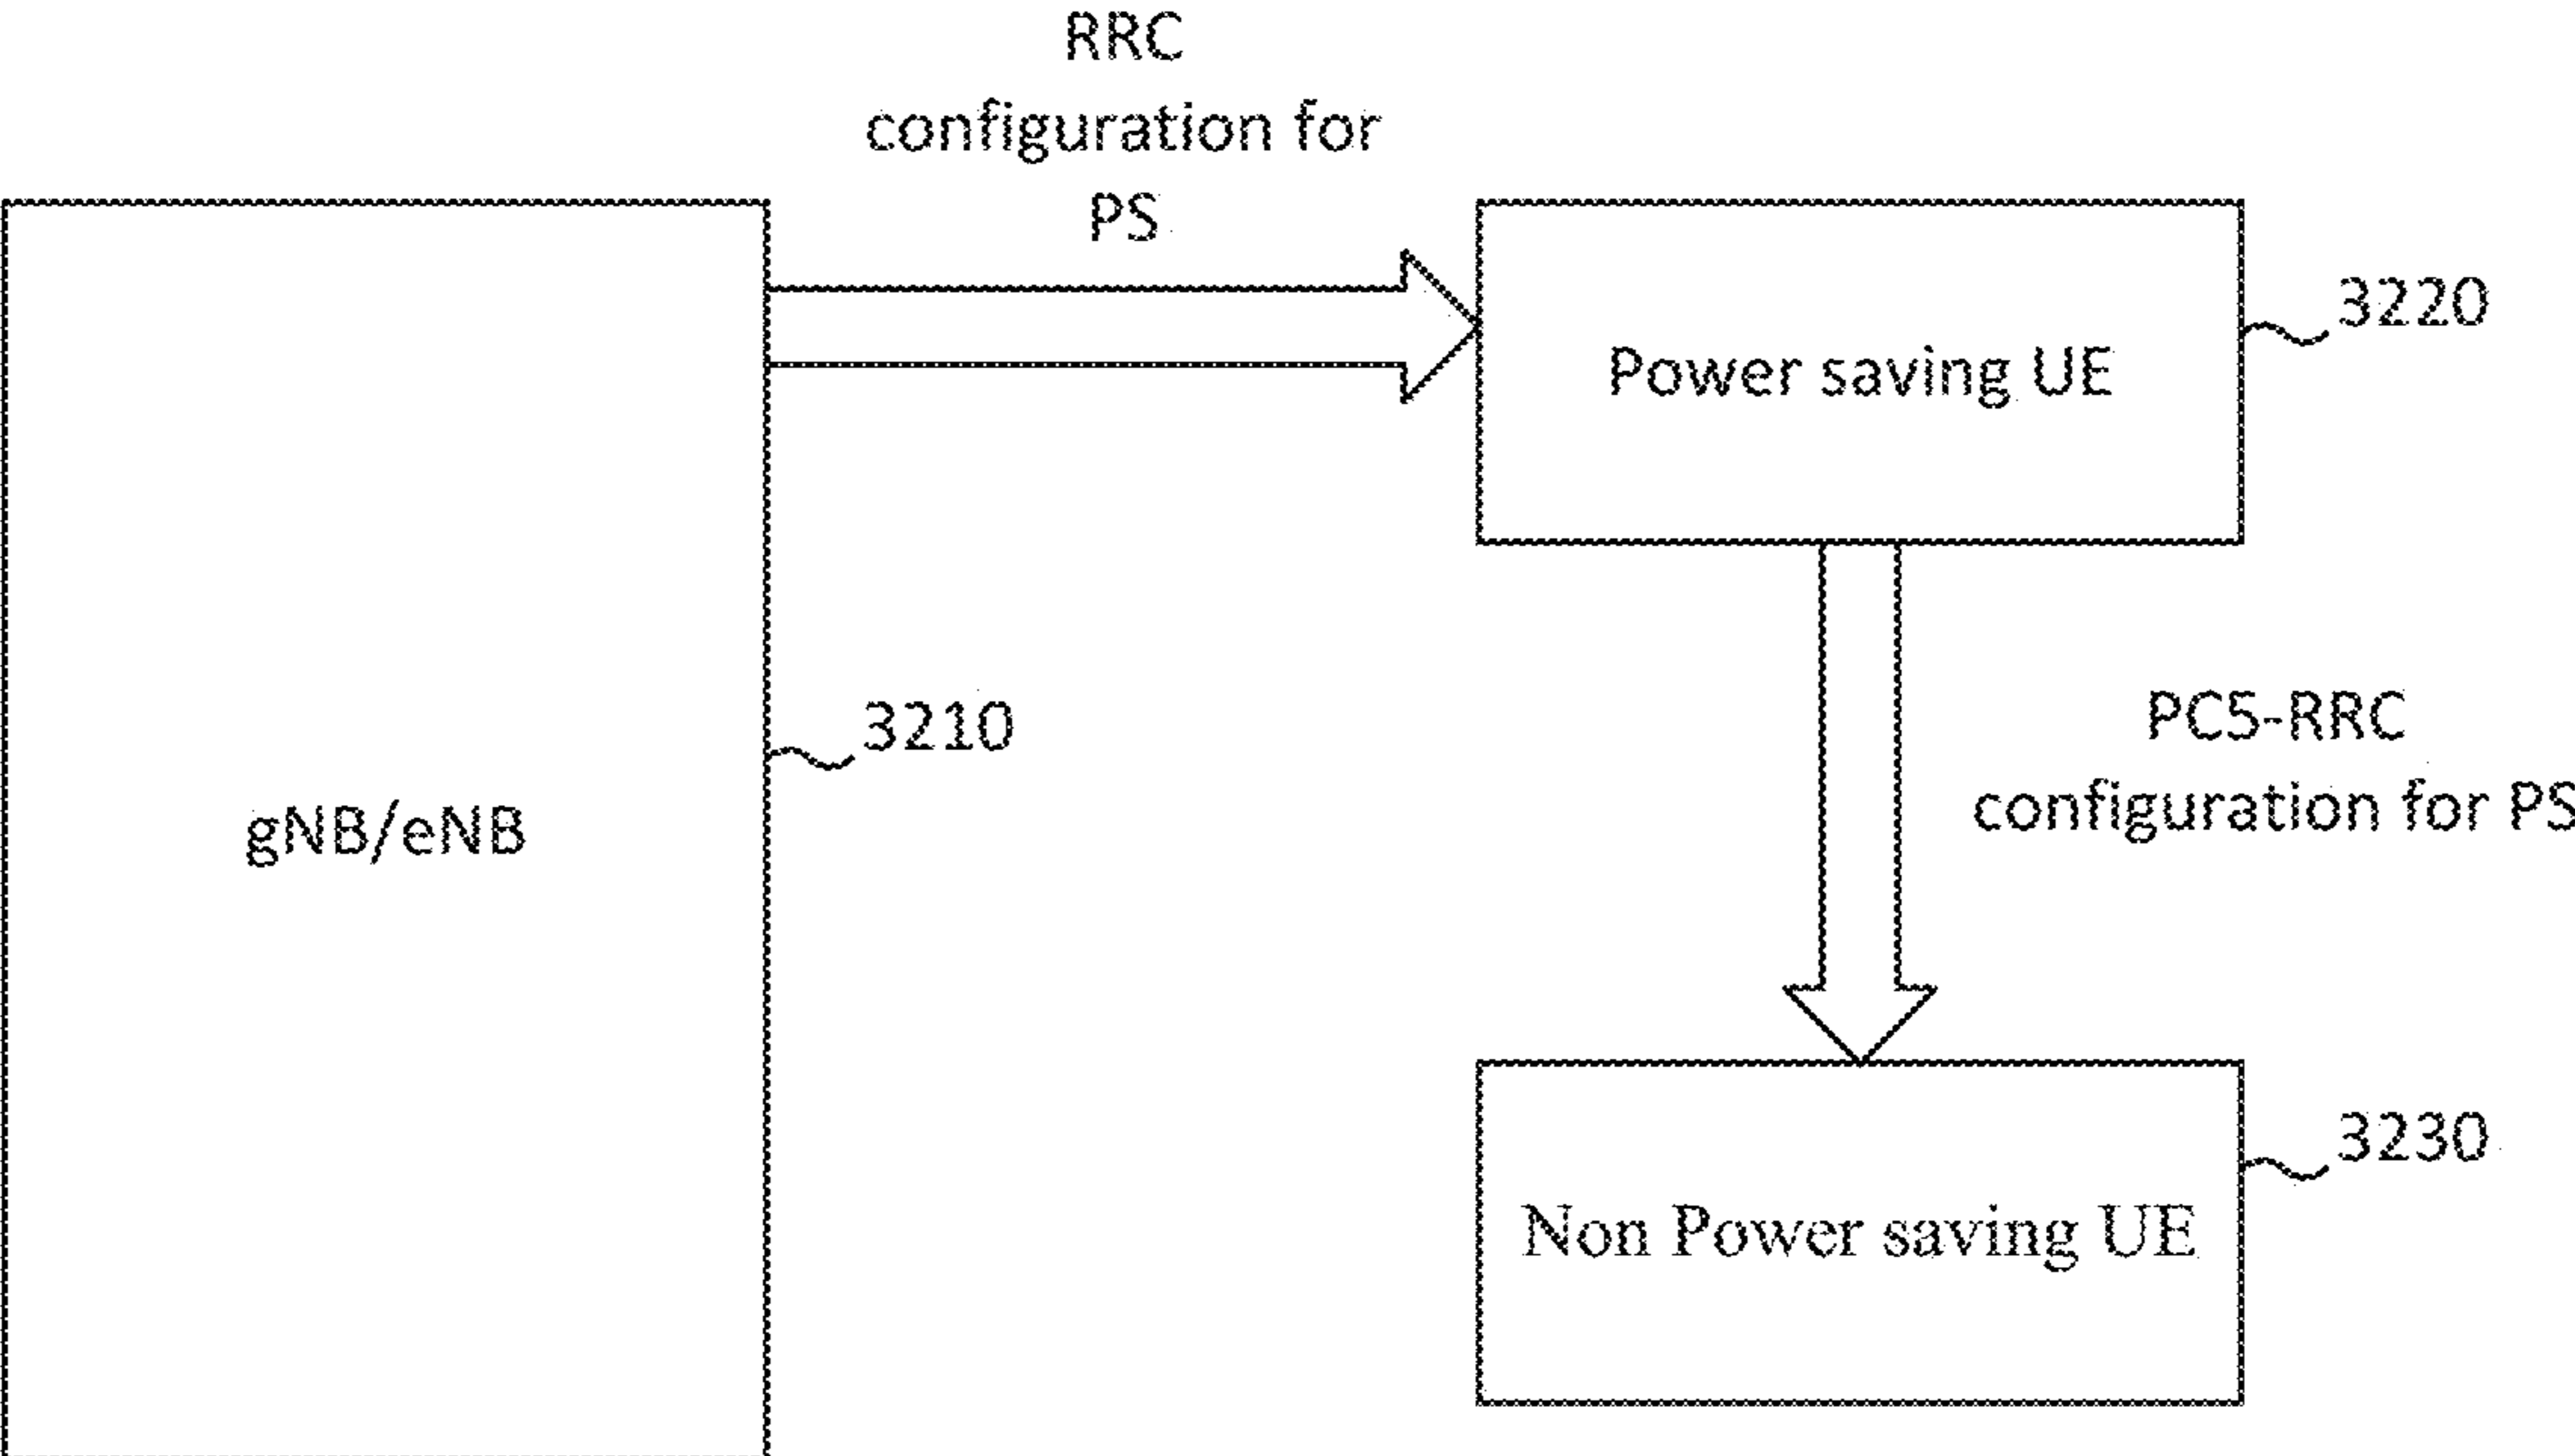 RRC
configuration for
PS
3220
Power saving UE
3210
gNB/eNB
PC5-RRC
configuration for PS
3230
Non Power saving UE